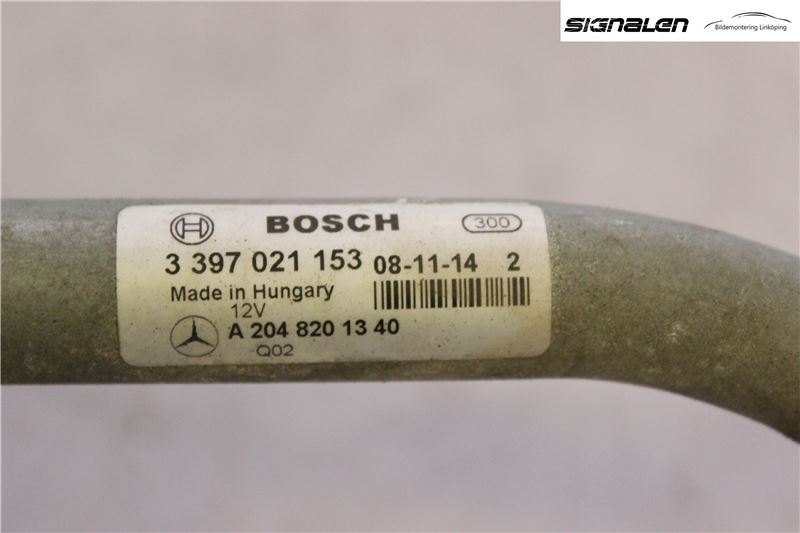 SIGNALEN
Bildemontering Linköping
BOSCH 300
3 397 021 153 08-11-14 2
Made in Hungary
12V
A 204 820 13 40
Q02